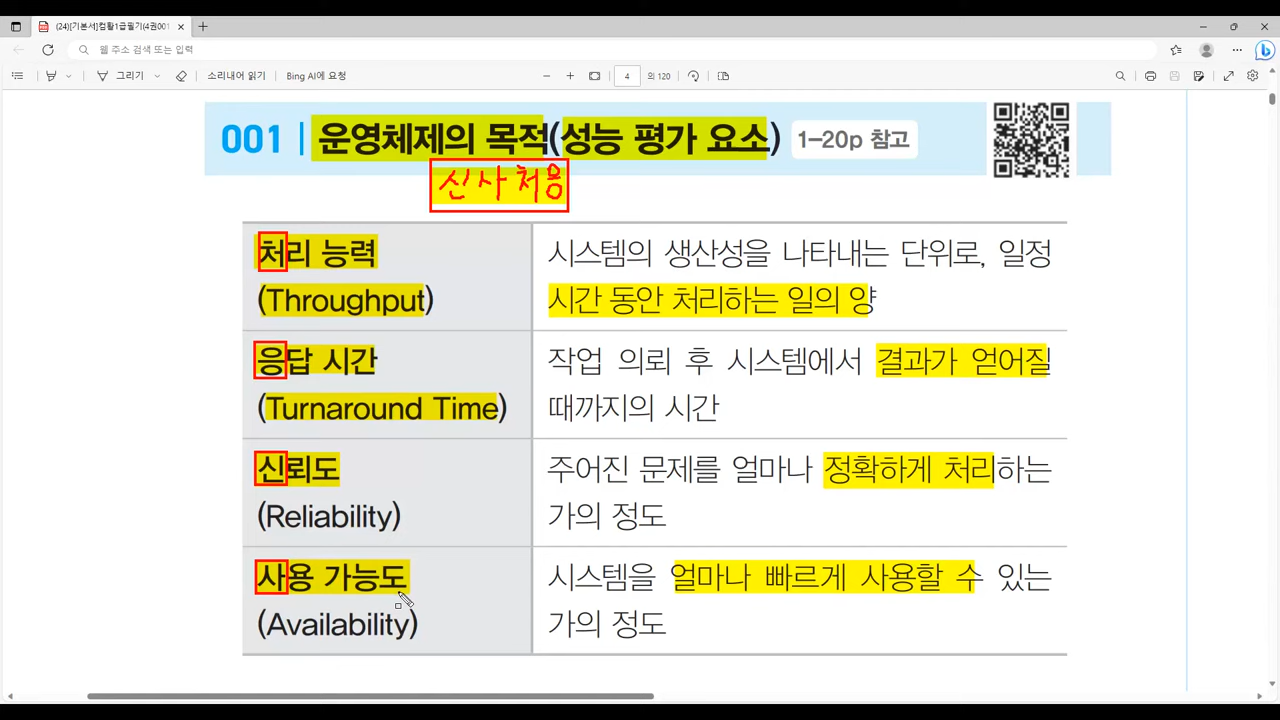 (24)[기본서]컴활1급필기(4권001
웹 주소 검색 또는 입력
그리기
소리내어 읽기
Bing AI에 요청
4
의 120
001 | 운영체제의 목적(성능 평가 요소) 1-20p 참고
신사처응
처리 능력
(Throughput)
시스템의 생산성을 나타내는 단위로, 일정
시간 동안 처리하는 일의 양
응답 시간
(Turnaround Time)
작업 의뢰 후 시스템에서 결과가 얻어질
때까지의 시간
신뢰도
(Reliability)
주어진 문제를 얼마나 정확하게 처리하는
가의 정도
사용 가능도
(Availability)
시스템을 얼마나 빠르게 사용할 수 있는
가의 정도